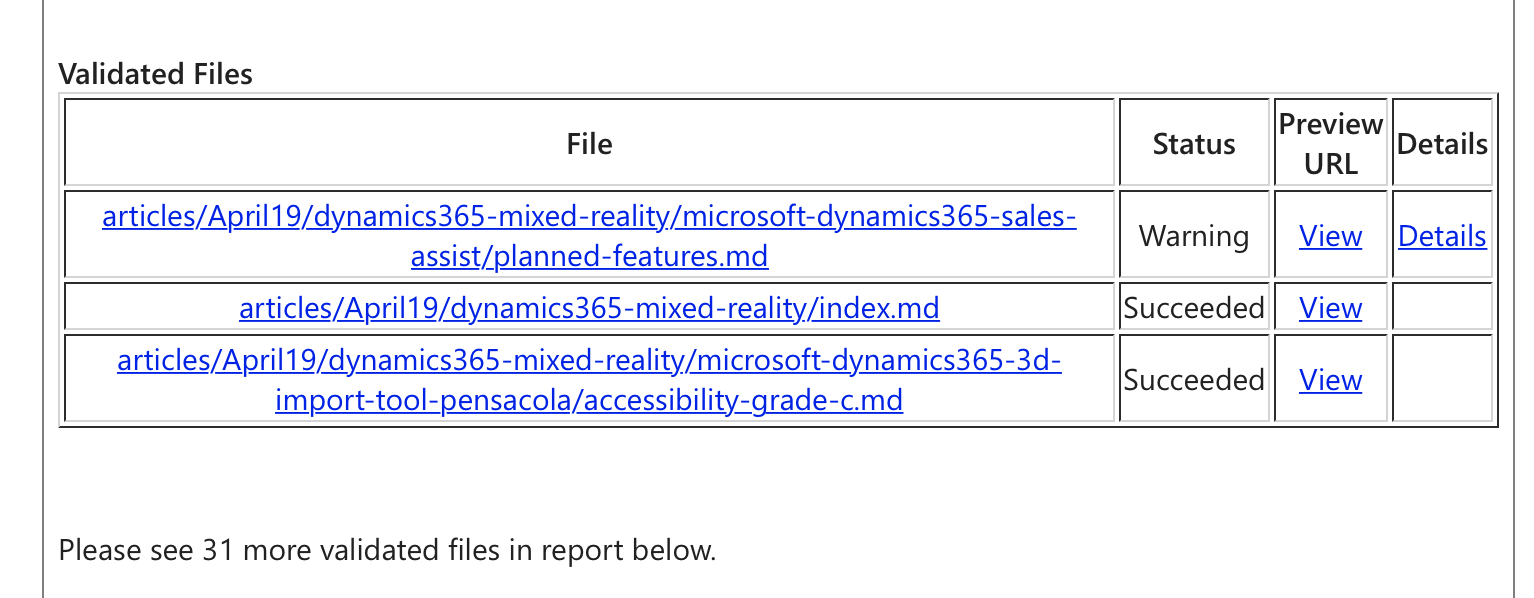 Validated Files
File Status Preview URL Details
articles/April19/dynamics365-mixed-reality/microsoft-dynamics365-sales-
assist/planned-features.md Warning View Details
articles/April19/dynamics365-mixed-reality/index.md Succeeded View
articles/April19/dynamics365-mixed-reality/microsoft-dynamics365-3d-
import-tool-pensacola/accessibility-grade-c.md Succeeded View
Please see 31 more validated files in report below.